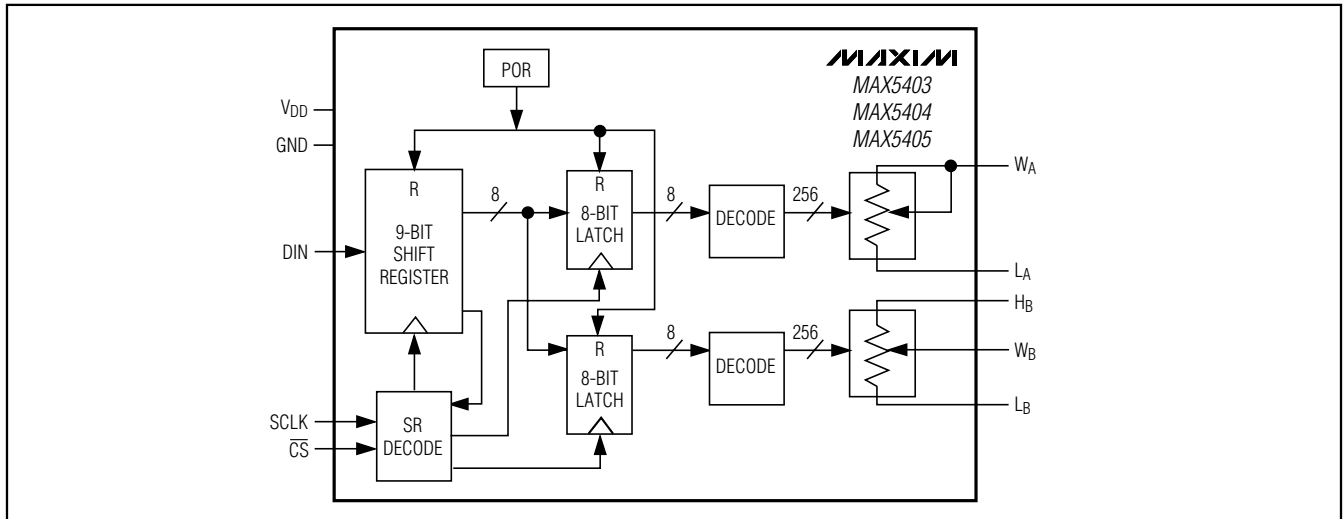 POR
MAXIM
MAX5403
MAX5404
MAX5405
VDD
GND
DIN
SCLK
CS
R
9-BIT
SHIFT
REGISTER
8
R
8-BIT
LATCH
8
DECODE
256
WA
LA
SR
DECODE
R
8-BIT
LATCH
8
DECODE
256
HB
WB
LB